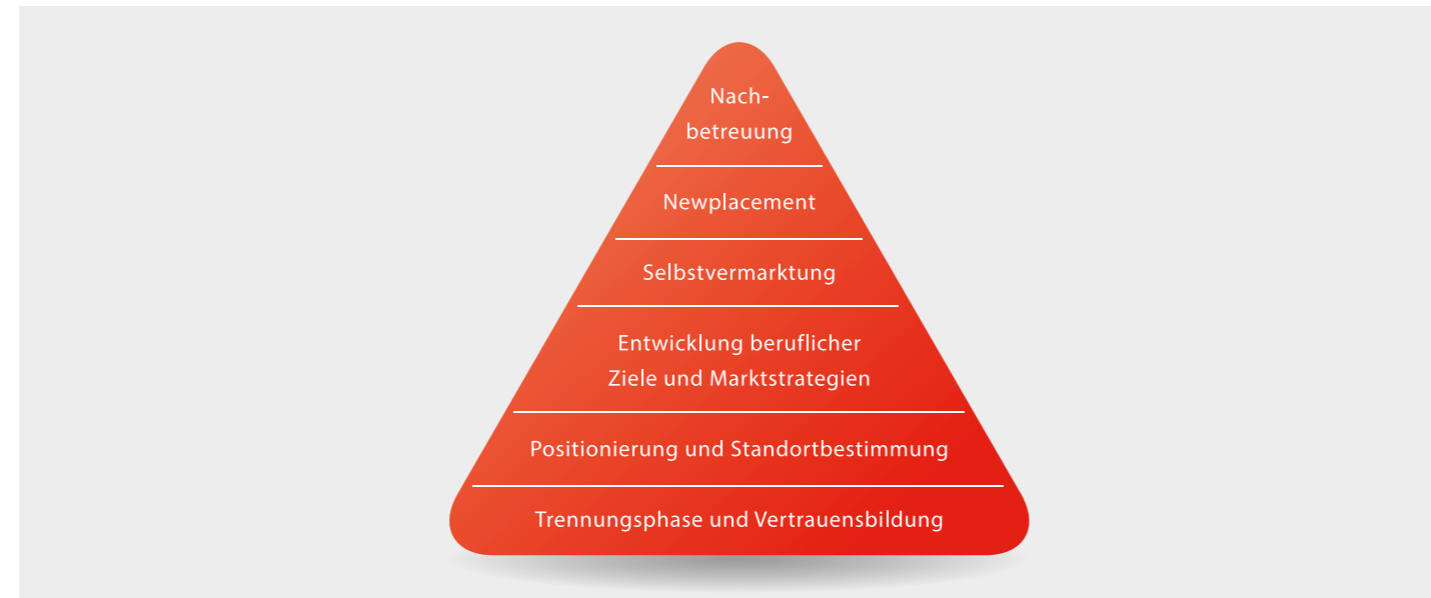 Nach-
betreuung
Newplacement
Selbstvermarktung
Entwicklung beruflicher
Ziele und Marktstrategien
Positionierung und Standortbestimmung
Trennungsphase und Vertrauensbildung